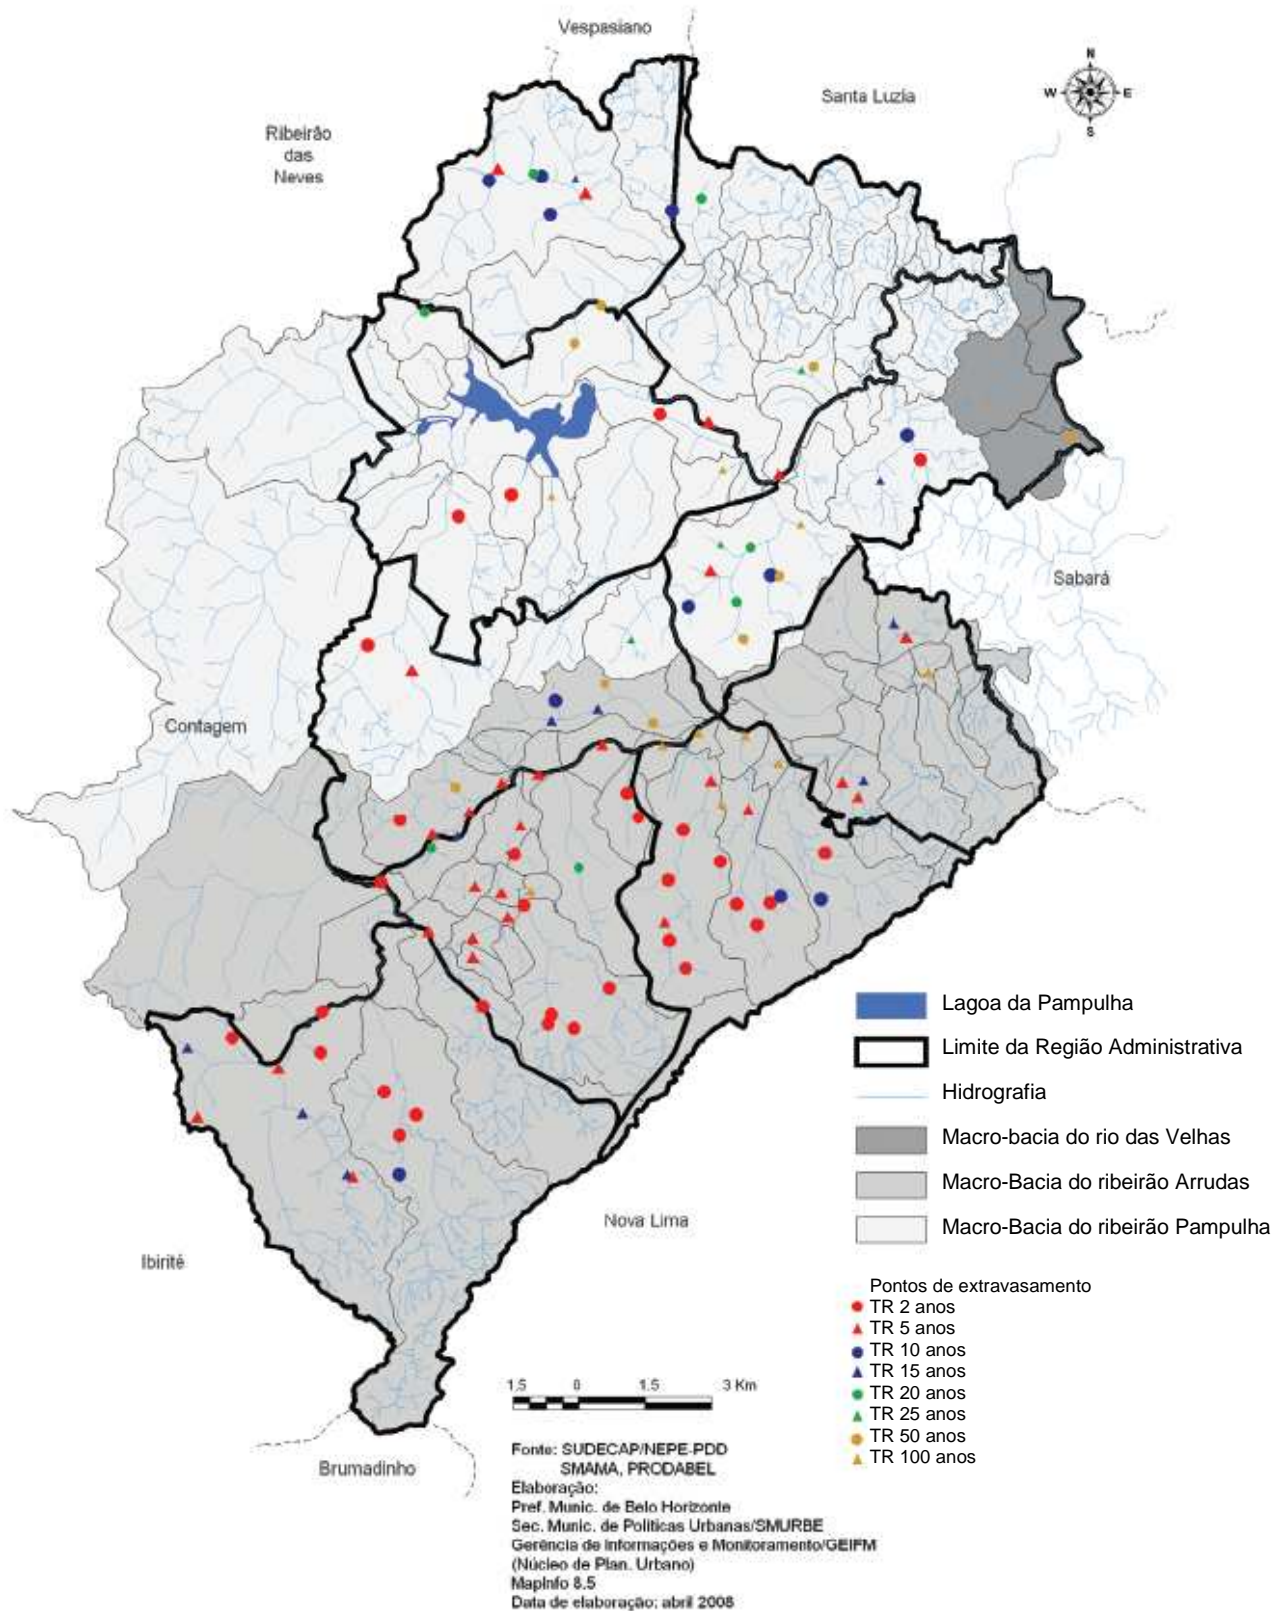 Vespasiano
N
Santa Luzia
W
E
S
Ribeirão
das
Neves
Sabará
Contagem
Lagoa da Pampulha
Limite da Região Administrativa
Hidrografia
Macro-bacia do rio das Velhas
Macro-Bacia do ribeirão Arrudas
Macro-Bacia do ribeirão Pampulha
Nova Lima
Ibirité
Pontos de extravasamento
TR 2 anos
TR 5 anos
TR 10 anos
TR 15 anos
TR 20 anos
TR 25 anos
TR 50 anos
TR 100 anos
1,5 0 1,5 3 Km
Brumadinho
Fonte: SUDECAP/NEPE-PDD
SMAMA, PRODABEL
Elaboração:
Pref. Munic. de Belo Horizonte
Sec. Munic. de Políticas Urbanas/SMURBE
Gerência de Informações e Monitoramento/GEIFM
(Núcleo de Plan. Urbano)
MapInfo 8.5
Data de elaboração: abril 2008